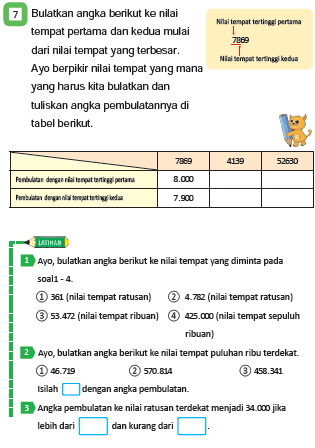 7 Bulatkan angka berikut ke nilai
tempat pertama dan kedua mulai
dari nilai tempat yang terbesar.
Ayo berpikir nilai tempat yang mana
yang harus kita bulatkan dan
tuliskan angka pembulatannya di
tabel berikut.
Nilai tempat tertinggi pertama
7869
Nilai tempat tertinggi kedua
7869 4139 52630
Pembulatan dengan nilai tempat tertinggi pertama 8.000
Pembulatan dengan nilai tempat tertinggi kedua 7.900
LATIHAN
1 Ayo, bulatkan angka berikut ke nilai tempat yang diminta pada
soal1 - 4.
① 361 (nilai tempat ratusan) ② 4.782 (nilai tempat ratusan)
③ 53.472 (nilai tempat ribuan) ④ 425.000 (nilai tempat sepuluh
ribuan)
2 Ayo, bulatkan angka berikut ke nilai tempat puluhan ribu terdekat.
① 46.719 ② 570.814 ③ 458.341
Isilah dengan angka pembulatan.
3 Angka pembulatan ke nilai ratusan terdekat menjadi 34.000 jika
lebih dari dan kurang dari .